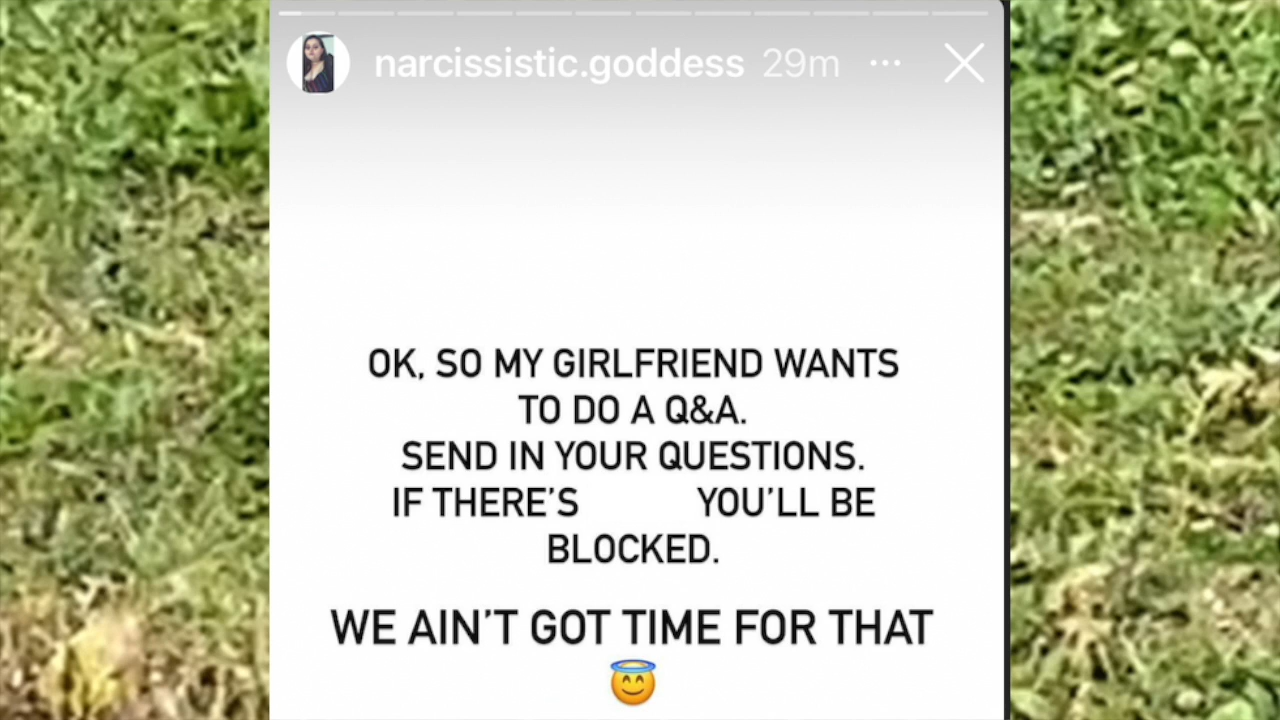 narcissistic.goddess 29m
OK, SO MY GIRLFRIEND WANTS
TO DO A Q&A.
SEND IN YOUR QUESTIONS.
IF THERE'S YOU'LL BE
BLOCKED.
WE AIN'T GOT TIME FOR THAT
😇